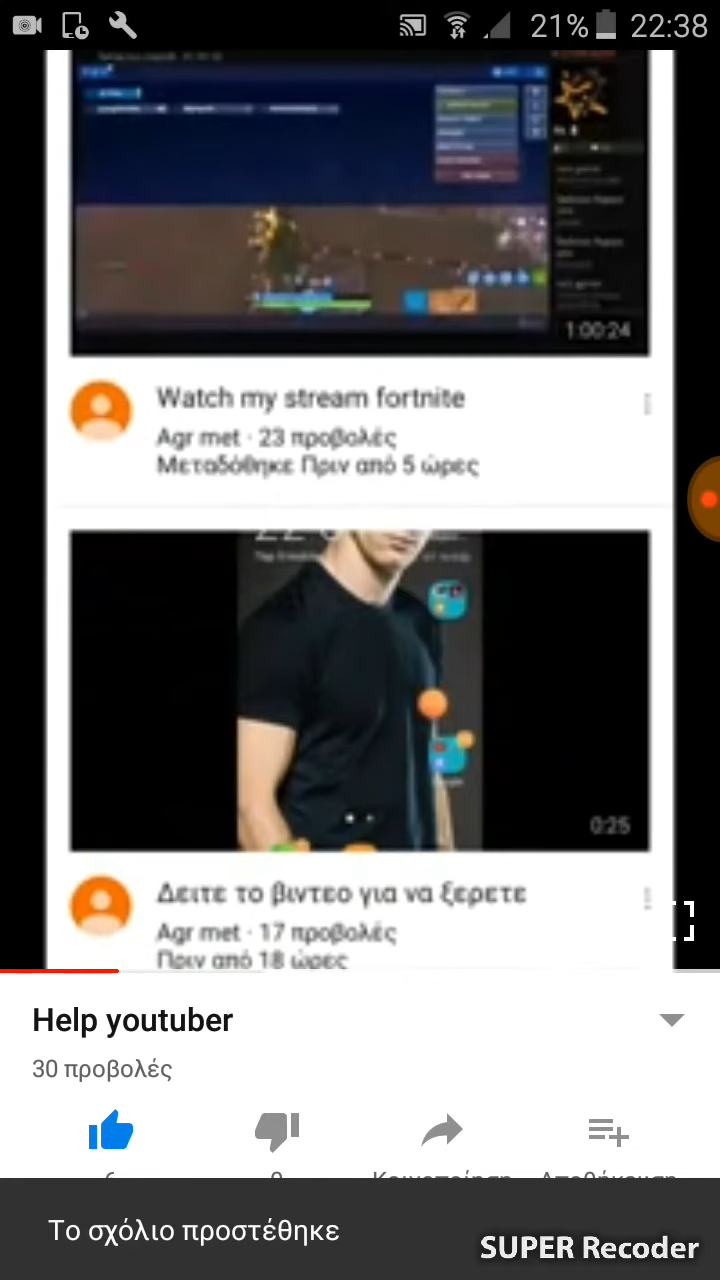 21% 22:38
1:00:24
Watch my stream fortnite
Agr met · 23 προβολές
Μεταδόθηκε Πριν από 5 ώρες
0:25
Δειτε το βιντεο για να ξερετε
Agr met · 17 προβολές
Πριν από 18 ώρες
Help youtuber
30 προβολές
Κοινοποίηση Αποθήκευση
Το σχόλιο προστέθηκε
SUPER Recoder